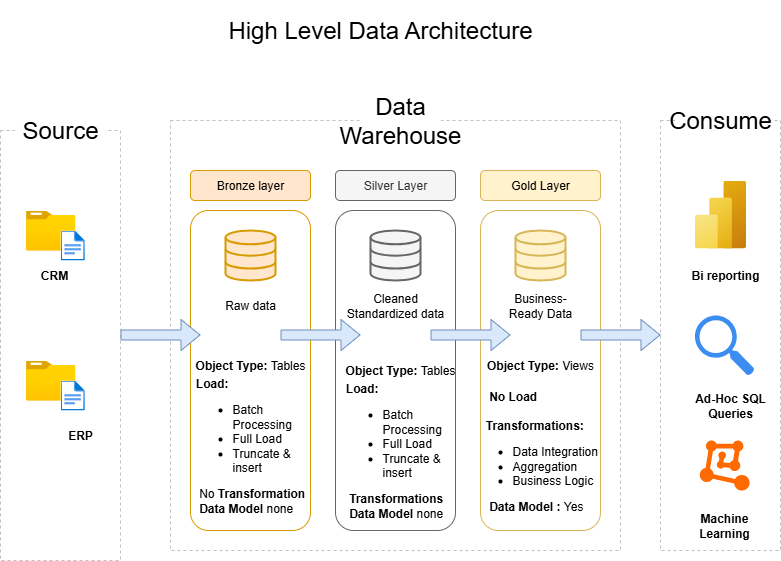 High Level Data Architecture
Source
CRM
ERP
Data
Warehouse
Bronze layer
Raw data
Object Type: Tables
Load:
• Batch
Processing
• Full Load
• Truncate &
insert
No Transformation
Data Model none
Silver Layer
Cleaned
Standardized data
Object Type: Tables
Load:
• Batch
Processing
• Full Load
• Truncate &
insert
Transformations
Data Model none
Gold Layer
Business-
Ready Data
Object Type: Views
No Load
Transformations:
• Data Integration
• Aggregation
• Business Logic
Data Model : Yes
Consume
Bi reporting
Ad-Hoc SQL
Queries
Machine
Learning